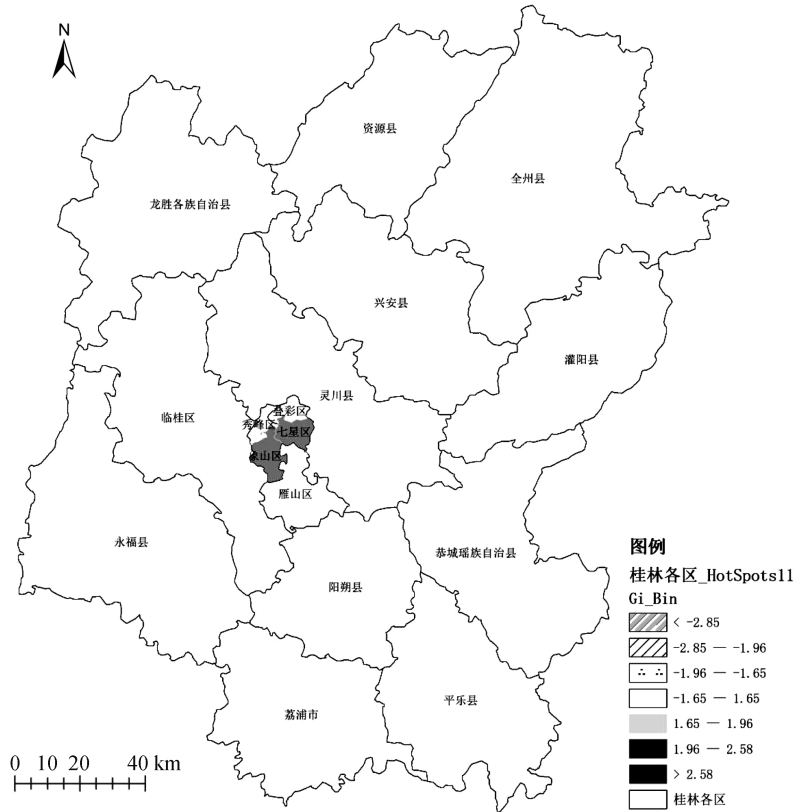 N
资源县
全州县
龙胜各族自治县
兴安县
灌阳县
灵川县
临桂区
叠彩区
秀峰区
七星区
象山区
雁山区
永福县
恭城瑶族自治县
阳朔县
荔浦市
平乐县
图例
桂林各区_HotSpots11
Gi_Bin
< -2.85
-2.85 — -1.96
-1.96 — -1.65
-1.65 — 1.65
1.65 — 1.96
1.96 — 2.58
> 2.58
桂林各区
0 10 20 40 km